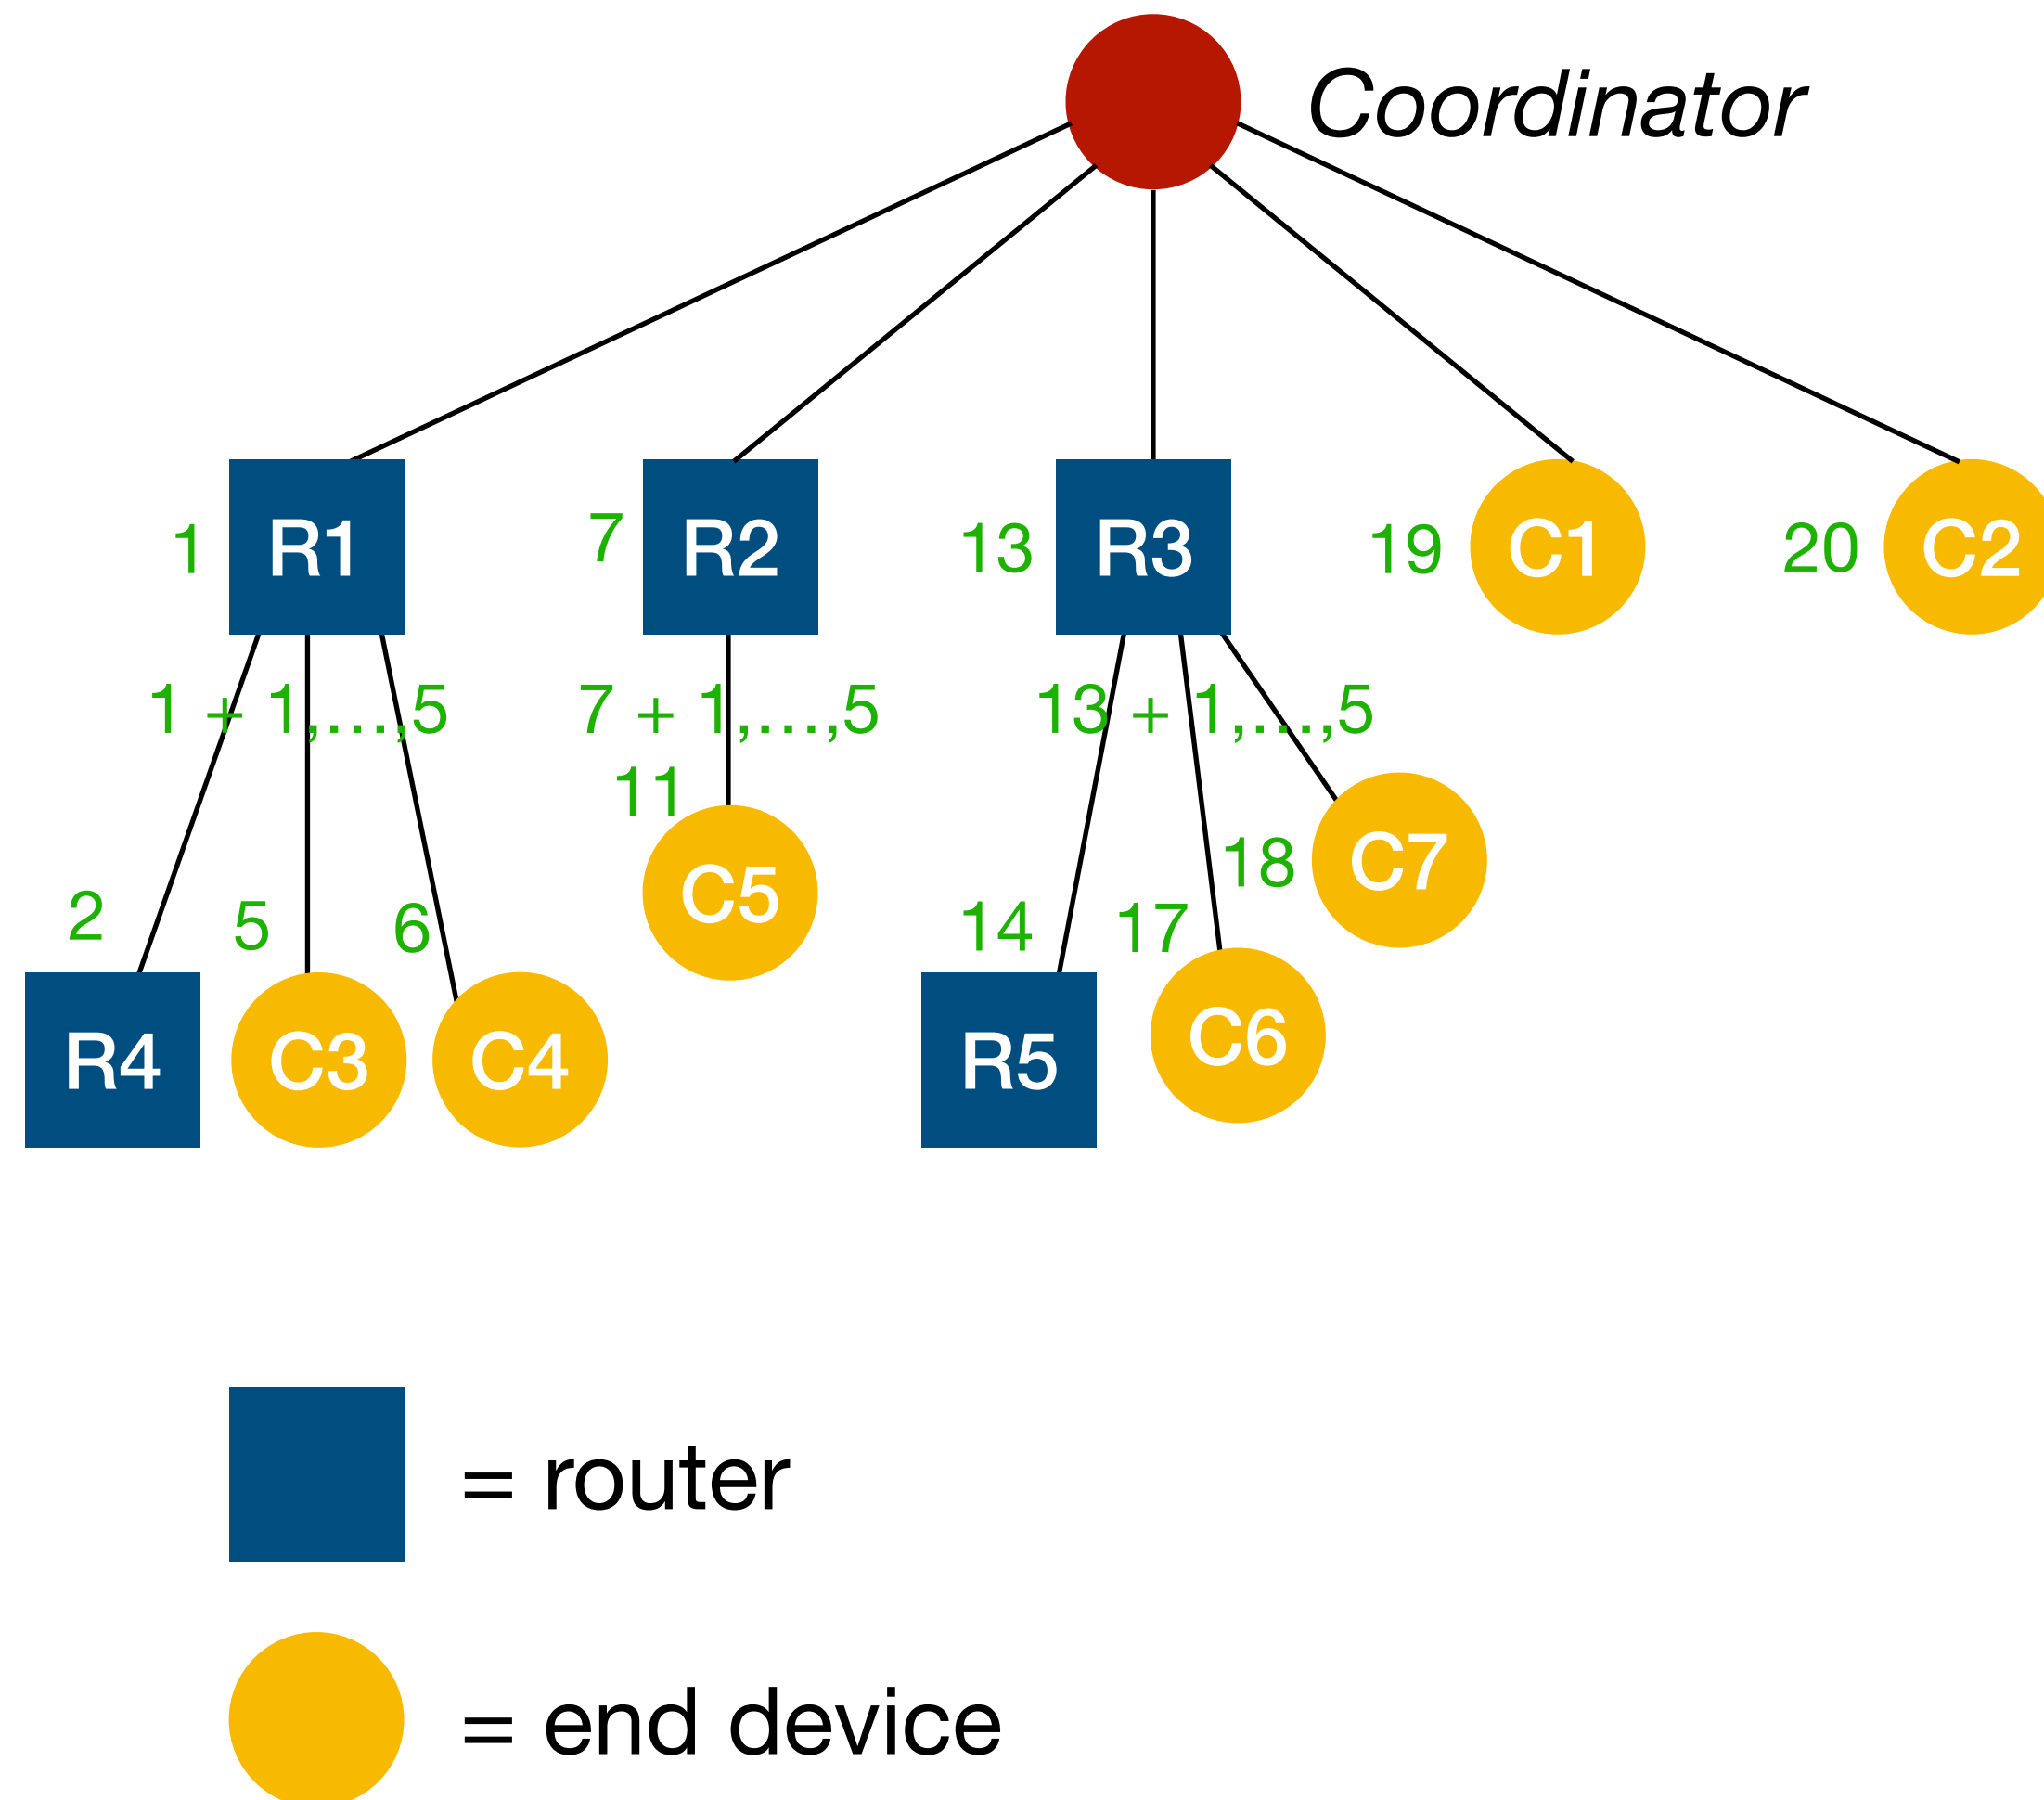 Coordinator
1 R1 7 R2 13 R3 19 C1 20 C2
1 + 1,...,5 7 + 1,...,5 13 + 1,...,5
11
C5
18 C7
2 5 6 14 17
R4 C3 C4 R5 C6
= router
= end device